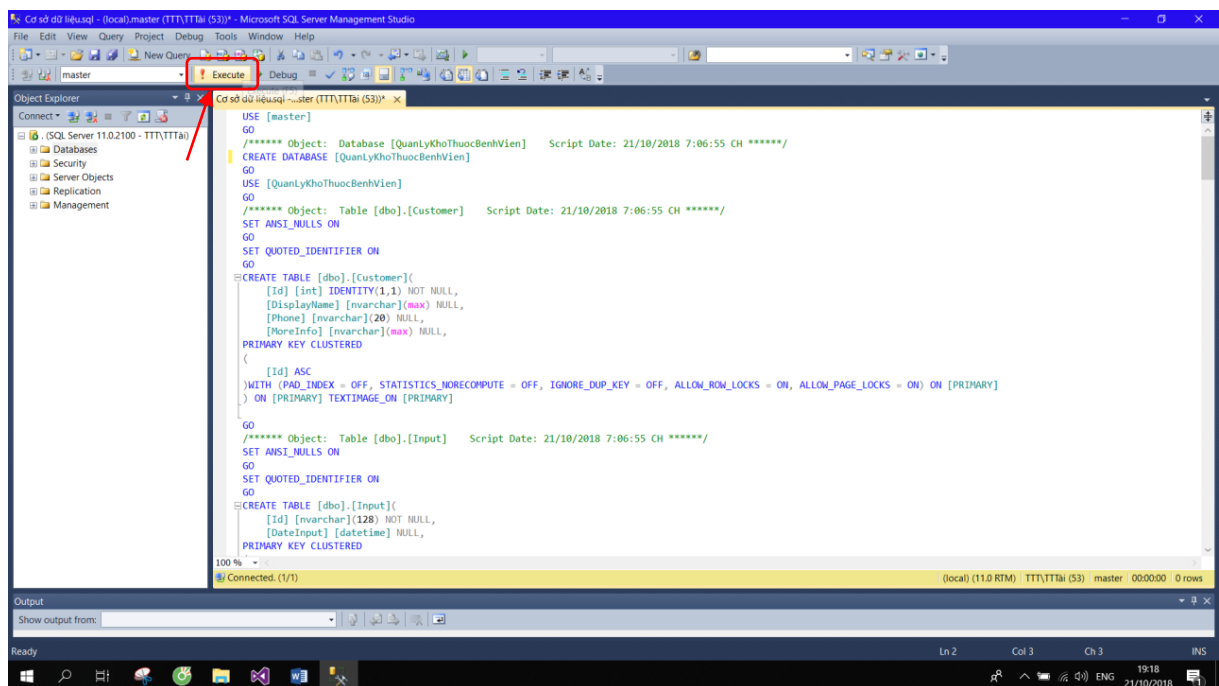 Cơ sở dữ liệu.sql - (local).master (TTT\TTTài (53))* - Microsoft SQL Server Management Studio
File Edit View Query Project Debug Tools Window Help
New Query
master Execute Debug
Object Explorer
Cơ sở dữ liệu.sql -...ster (TTT\TTTài (53))*
Connect
. (SQL Server 11.0.2100 - TTT\TTTài)
Databases
Security
Server Objects
Replication
Management
USE [master]
GO
/****** Object: Database [QuanLyKhoThuocBenhVien] Script Date: 21/10/2018 7:06:55 CH ******/
CREATE DATABASE [QuanLyKhoThuocBenhVien]
GO
USE [QuanLyKhoThuocBenhVien]
GO
/****** Object: Table [dbo].[Customer] Script Date: 21/10/2018 7:06:55 CH ******/
SET ANSI_NULLS ON
GO
SET QUOTED_IDENTIFIER ON
GO
CREATE TABLE [dbo].[Customer](
[Id] [int] IDENTITY(1,1) NOT NULL,
[DisplayName] [nvarchar](max) NULL,
[Phone] [nvarchar](20) NULL,
[MoreInfo] [nvarchar](max) NULL,
PRIMARY KEY CLUSTERED
(
[Id] ASC
)WITH (PAD_INDEX = OFF, STATISTICS_NORECOMPUTE = OFF, IGNORE_DUP_KEY = OFF, ALLOW_ROW_LOCKS = ON, ALLOW_PAGE_LOCKS = ON) ON [PRIMARY]
) ON [PRIMARY] TEXTIMAGE_ON [PRIMARY]
GO
/****** Object: Table [dbo].[Input] Script Date: 21/10/2018 7:06:55 CH ******/
SET ANSI_NULLS ON
GO
SET QUOTED_IDENTIFIER ON
GO
CREATE TABLE [dbo].[Input](
[Id] [nvarchar](128) NOT NULL,
[DateInput] [datetime] NULL,
PRIMARY KEY CLUSTERED
100 %
Connected. (1/1) (local) (11.0 RTM) TTT\TTTài (53) master 00:00:00 0 rows
Output
Show output from:
Ready Ln 2 Col 3 Ch 3 INS
ENG 19:18
21/10/2018